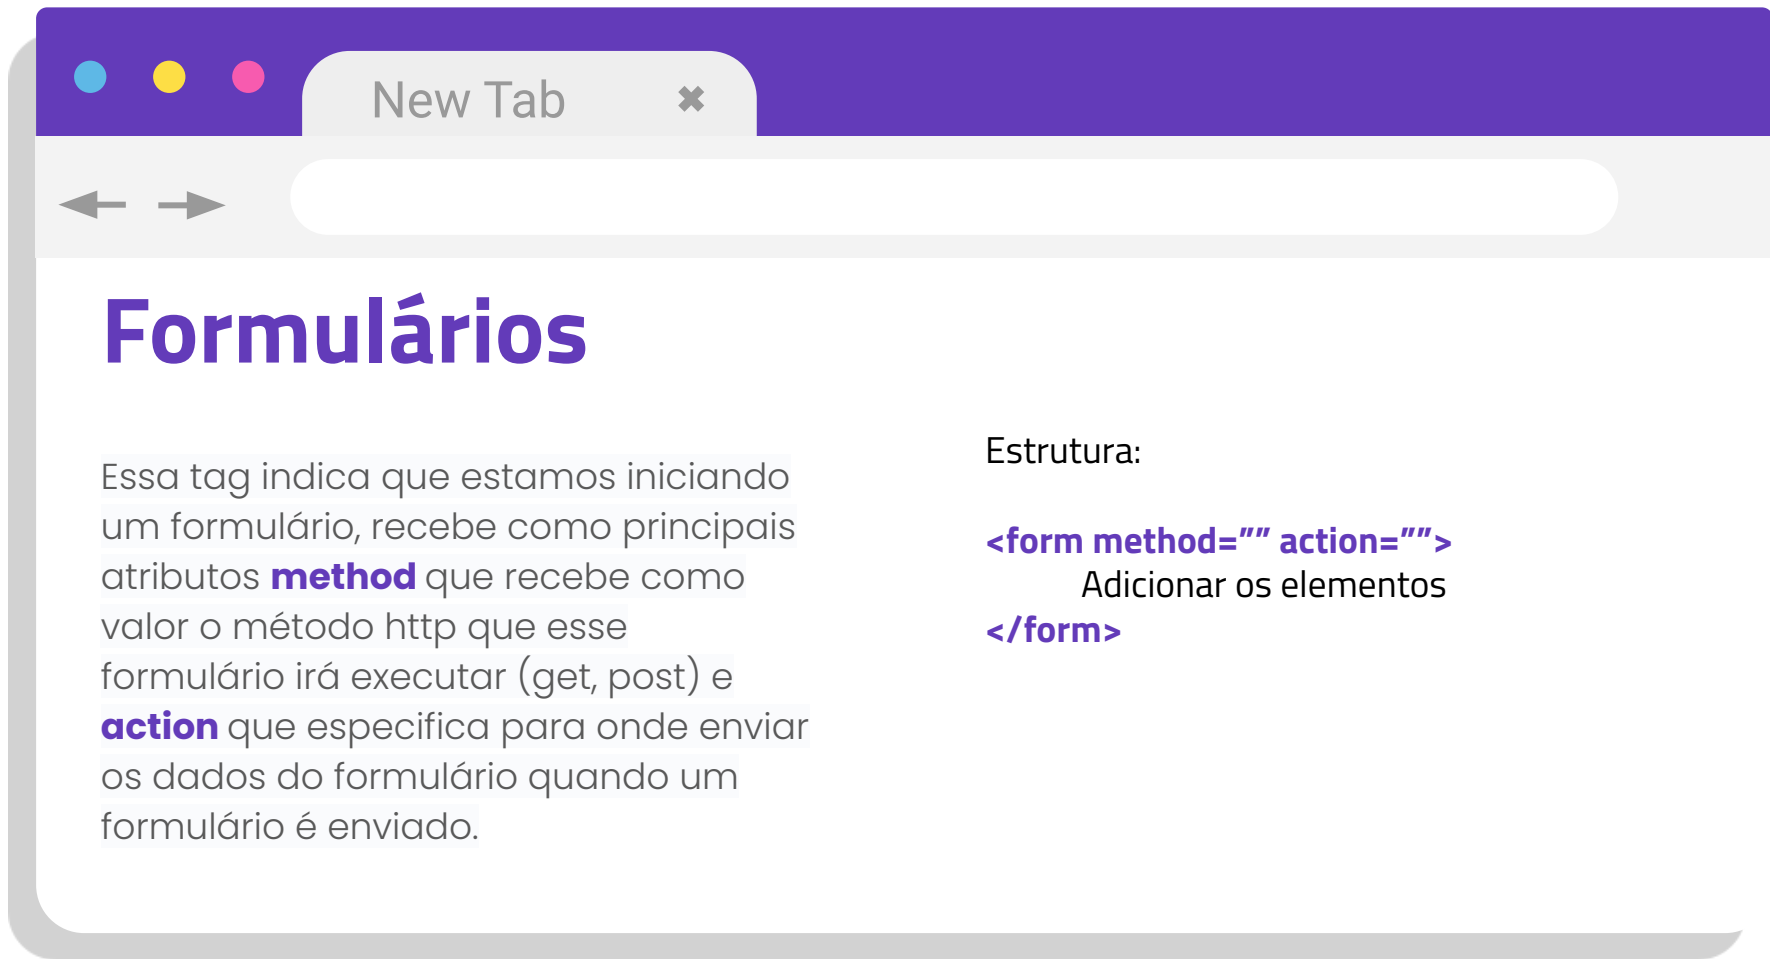 New Tab ✖
Formulários
Essa tag indica que estamos iniciando
um formulário, recebe como principais
atributos method que recebe como
valor o método http que esse
formulário irá executar (get, post) e
action que especifica para onde enviar
os dados do formulário quando um
formulário é enviado.
Estrutura:
<form method=”” action=””>
Adicionar os elementos
</form>